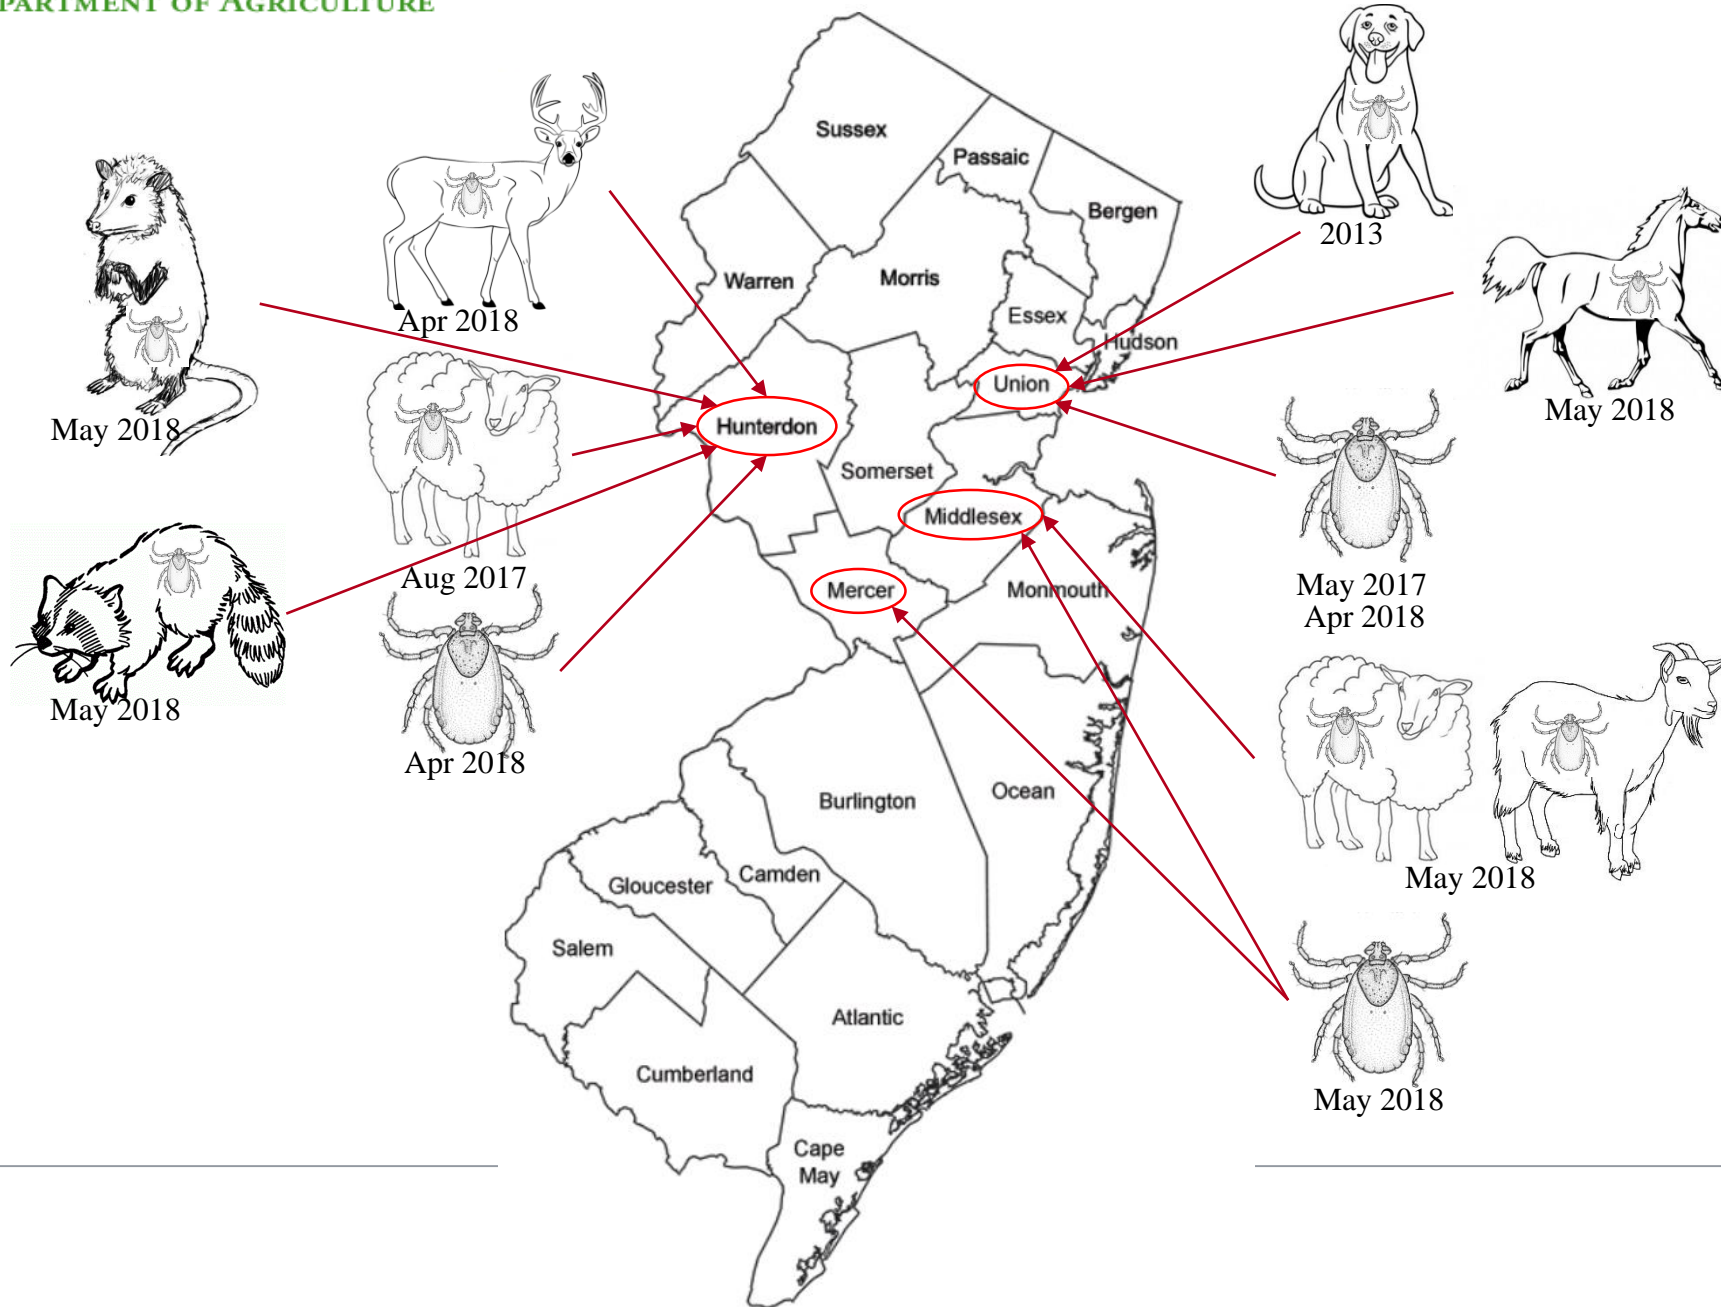 DEPARTMENT OF AGRICULTURE
Sussex
Passaic
Bergen
2013
Warren
Morris
Apr 2018
Essex
Hudson
Union
May 2018
May 2018
Hunterdon
Somerset
Middlesex
Aug 2017
Mercer
Monmouth
May 2017
Apr 2018
May 2018
Apr 2018
Burlington
Ocean
Camden
Gloucester
May 2018
Salem
Atlantic
Cumberland
May 2018
Cape
May